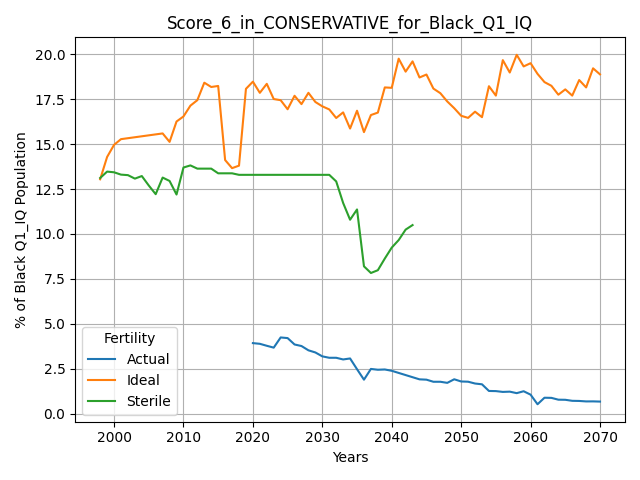 Score_6_in_CONSERVATIVE_for_Black_Q1_IQ
% of Black Q1_IQ Population
20.0
17.5
15.0
12.5
10.0
7.5
5.0
2.5
0.0
Fertility
Actual
Ideal
Sterile
2000 2010 2020 2030 2040 2050 2060 2070
Years